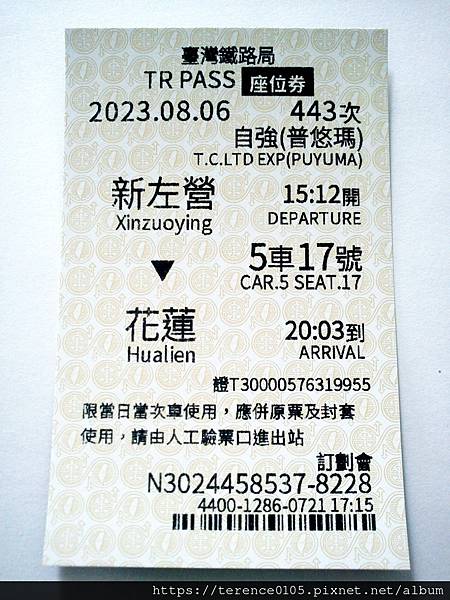 臺灣鐵路局
TR PASS 座位券
2023.08.06 443次
自強(普悠瑪)
T.C.LTD EXP(PUYUMA)
新左營 15:12開
Xinzuoying DEPARTURE
▼ 5車17號
CAR.5 SEAT.17
花蓮 20:03到
Hualien ARRIVAL
證T30000576319955
限當日當次車使用，應併原票及封套
使用，請由人工驗票口進出站
訂劃會
N3024458537-8228
4400-1286-0721 17:15
https://terence0105.pixnet.net/album